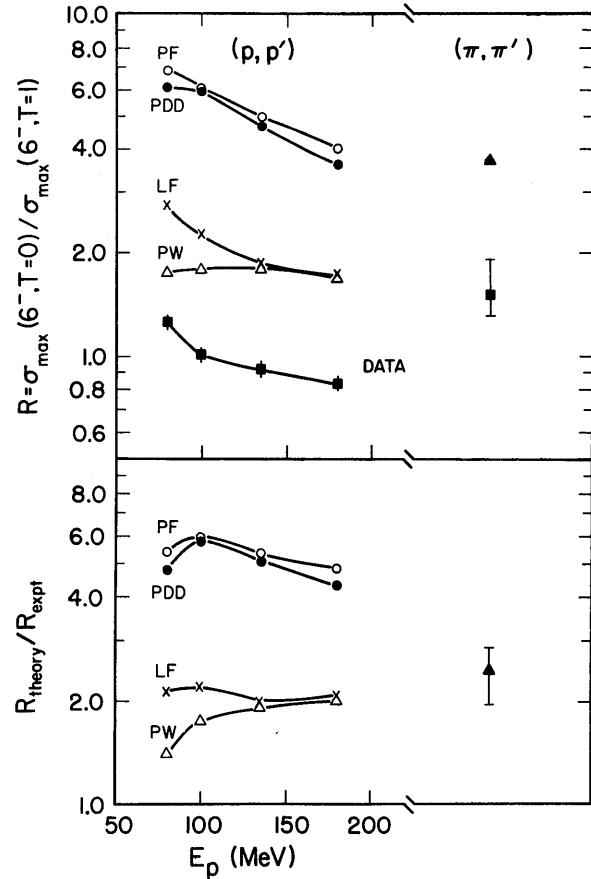 10.0
8.0
6.0
4.0
2.0
1.0
0.8
0.6
R=σmax(6⁻,T=0)/σmax(6⁻,T=1)
(p, p′)
(π, π′)
PF
PDD
LF
PW
DATA
8.0
6.0
4.0
2.0
1.0
Rtheory/Rexpt
PF
PDD
LF
PW
50
100
150
200
Ep (MeV)